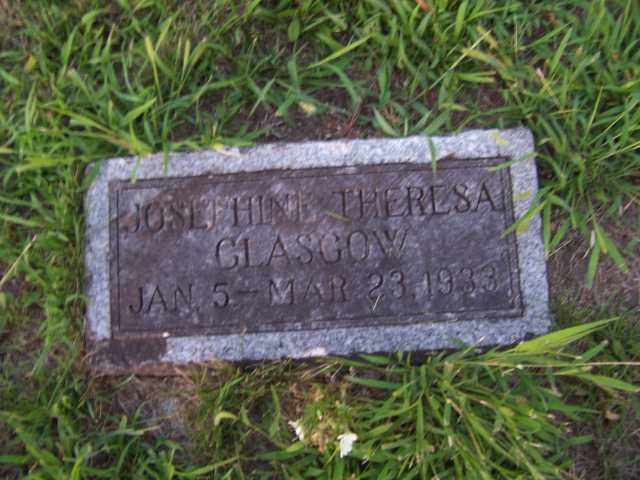 JOSEPHINE THERESA
GLASGOW
JAN. 5 - MAR 23, 1933